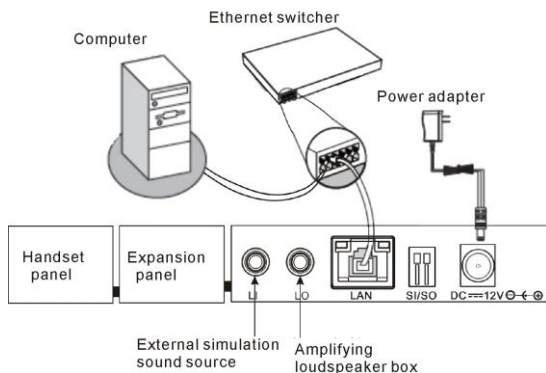 Ethernet switcher
Computer
Power adapter
Handset
panel
Expansion
panel
LI
LO
LAN
SI/SO
DC 12V
External simulation
sound source
Amplifying
loudspeaker box